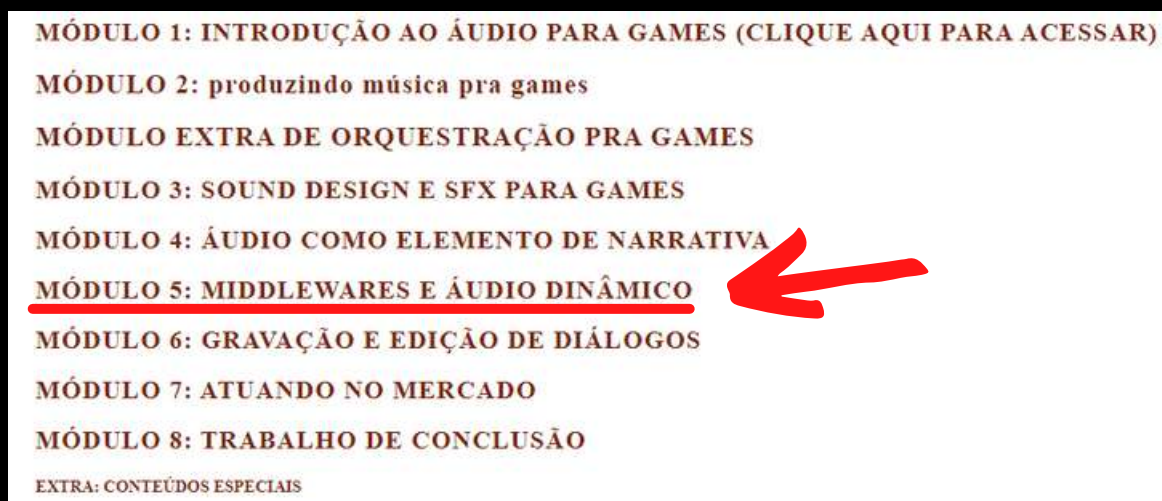 MÓDULO 1: INTRODUÇÃO AO ÁUDIO PARA GAMES (CLIQUE AQUI PARA ACESSAR)
MÓDULO 2: produzindo música pra games
MÓDULO EXTRA DE ORQUESTRAÇÃO PRA GAMES
MÓDULO 3: SOUND DESIGN E SFX PARA GAMES
MÓDULO 4: ÁUDIO COMO ELEMENTO DE NARRATIVA
MÓDULO 5: MIDDLEWARES E ÁUDIO DINÂMICO
MÓDULO 6: GRAVAÇÃO E EDIÇÃO DE DIÁLOGOS
MÓDULO 7: ATUANDO NO MERCADO
MÓDULO 8: TRABALHO DE CONCLUSÃO
EXTRA: CONTEÚDOS ESPECIAIS